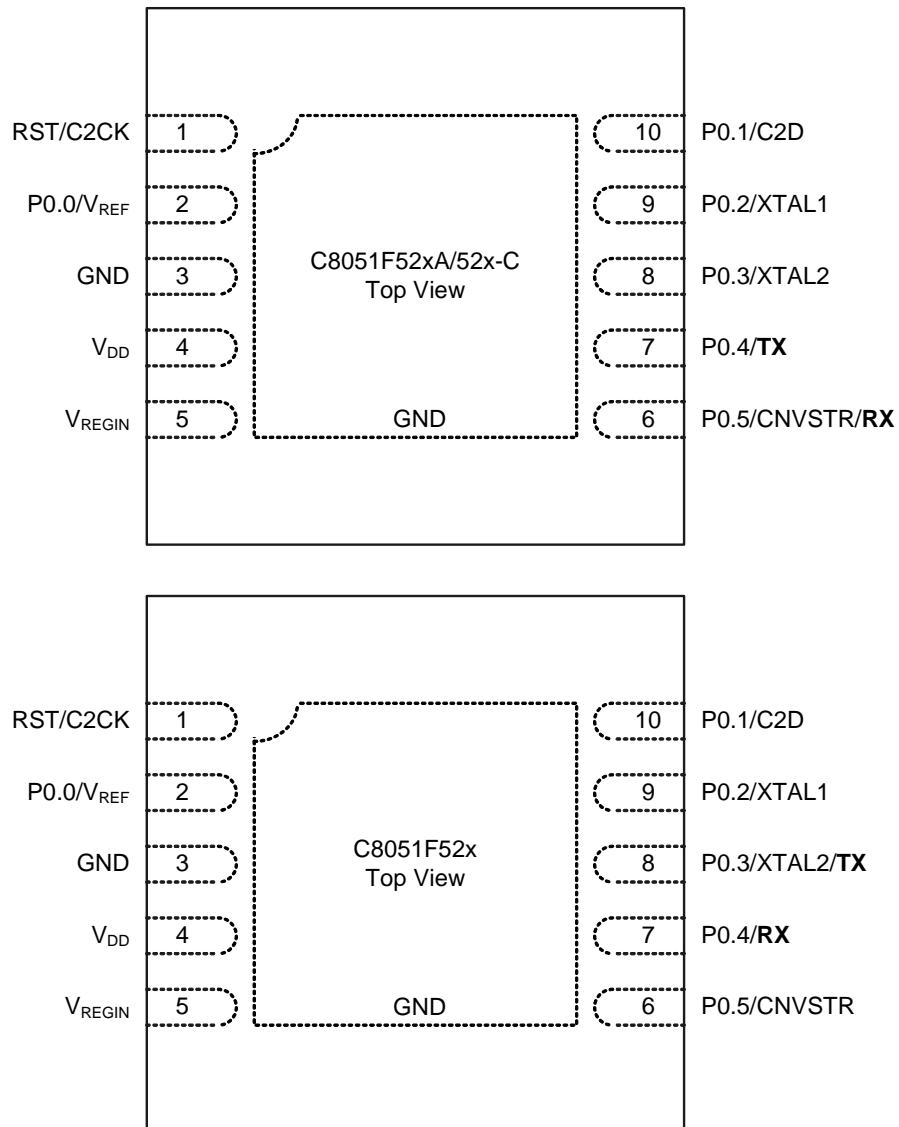 RST/C2CK 1 10 P0.1/C2D
P0.0/VREF 2 9 P0.2/XTAL1
GND 3 C8051F52xA/52x-C 8 P0.3/XTAL2
Top View
VDD 4 7 P0.4/TX
VREGIN 5 GND 6 P0.5/CNVSTR/RX
RST/C2CK 1 10 P0.1/C2D
P0.0/VREF 2 9 P0.2/XTAL1
GND 3 C8051F52x 8 P0.3/XTAL2/TX
Top View
VDD 4 7 P0.4/RX
VREGIN 5 GND 6 P0.5/CNVSTR